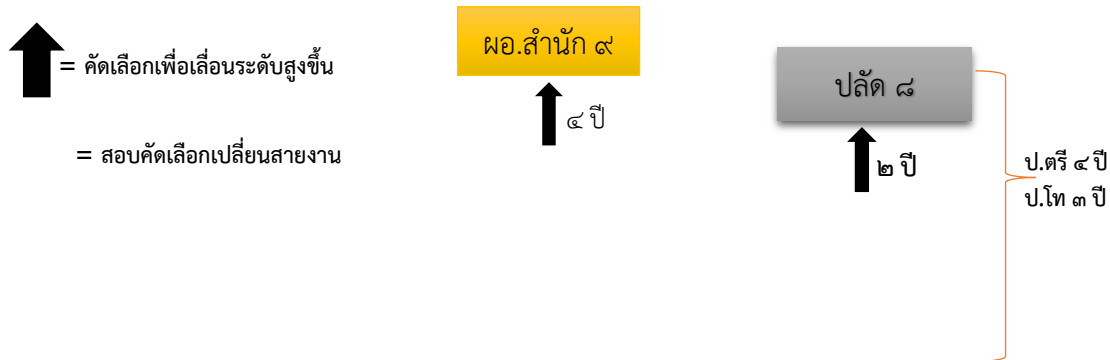 = คัดเลือกเพื่อเลื่อนระดับสูงขึ้น
= สอบคัดเลือกเปลี่ยนสายงาน
ผอ.สำนัก ๙
๔ ปี
ปลัด ๘
๒ ปี
ป.ตรี ๔ ปี
ป.โท ๓ ปี